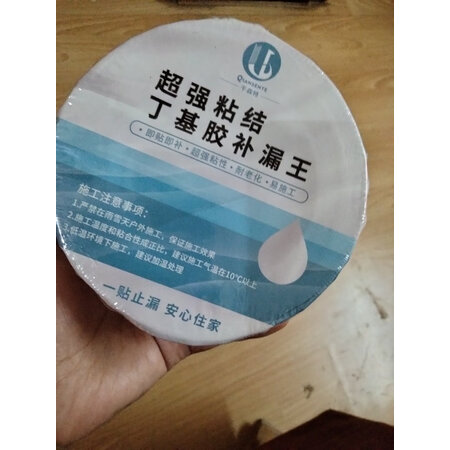 QIANSENTE
千森特
超强粘结
丁基胶补漏王
·即贴即补·超强粘性·耐老化·易施工
施工注意事项：
1.严禁在雨雪天户外施工，保证施工效果
2.施工温度和粘合性成正比，建议施工气温在10℃以上
3.低温环境下施工，建议加温处理
一贴止漏 安心住家